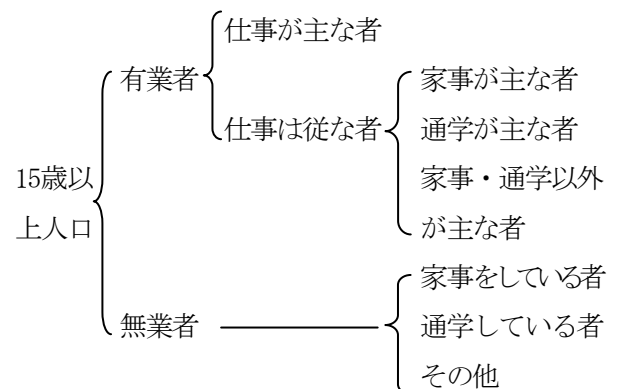 仕事が主な者
有業者
家事が主な者
仕事は従な者
通学が主な者
15歳以
上人口
家事・通学以外
が主な者
家事をしている者
無業者
通学している者
その他